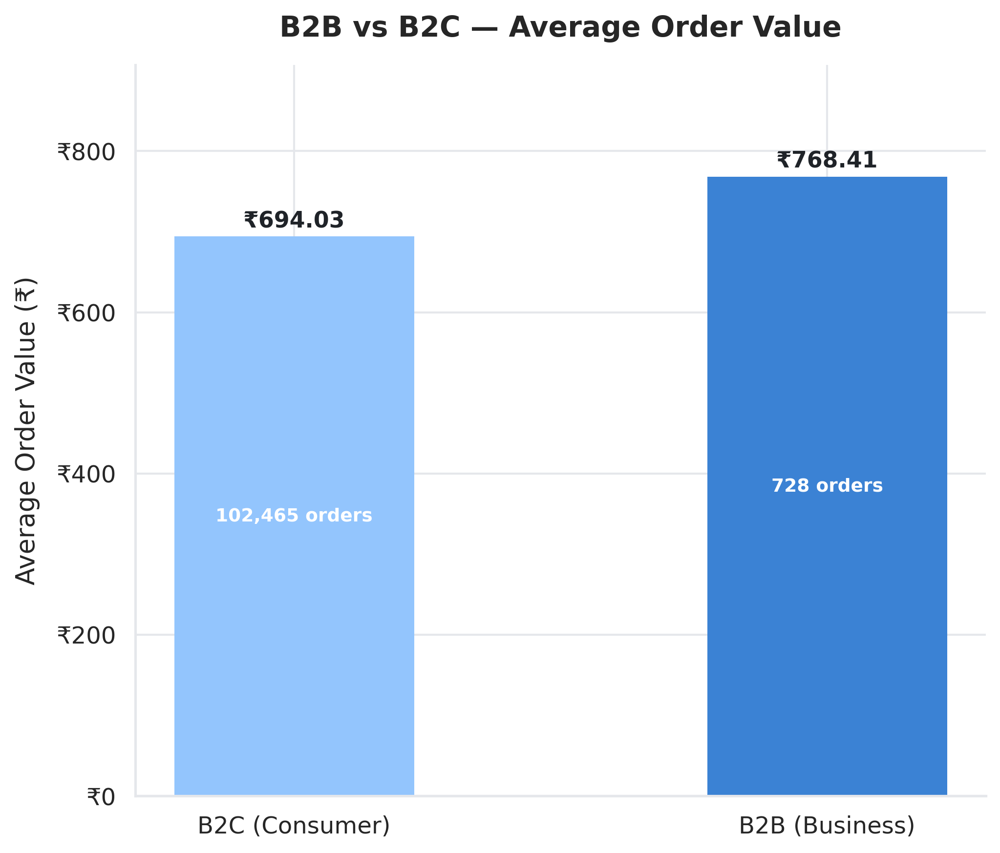 B2B vs B2C — Average Order Value
Average Order Value (₹)
₹800
₹600
₹400
₹200
₹0
₹694.03
102,465 orders
₹768.41
728 orders
B2C (Consumer)
B2B (Business)